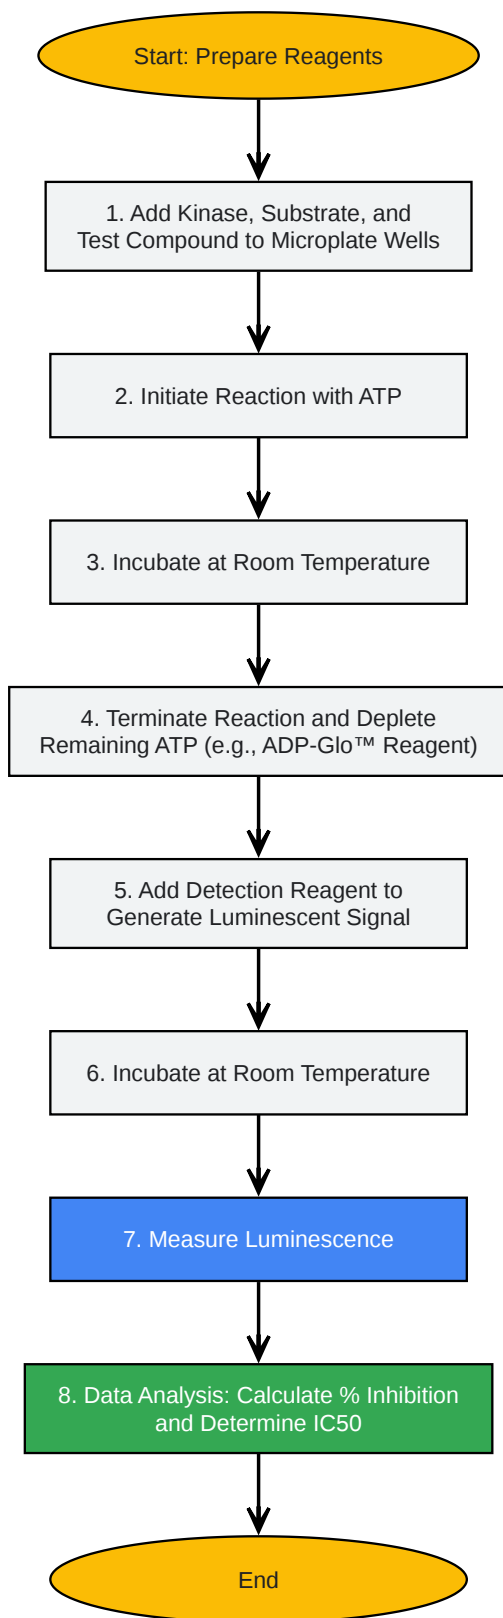 Start: Prepare Reagents
1. Add Kinase, Substrate, and
Test Compound to Microplate Wells
2. Initiate Reaction with ATP
3. Incubate at Room Temperature
4. Terminate Reaction and Deplete
Remaining ATP (e.g., ADP-Glo™ Reagent)
5. Add Detection Reagent to
Generate Luminescent Signal
6. Incubate at Room Temperature
7. Measure Luminescence
8. Data Analysis: Calculate % Inhibition
and Determine IC50
End